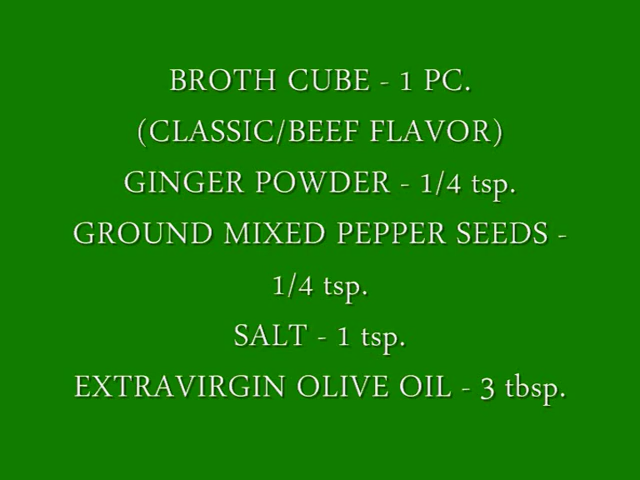 BROTH CUBE - 1 PC.
(CLASSIC/BEEF FLAVOR)
GINGER POWDER - 1/4 tsp.
GROUND MIXED PEPPER SEEDS -
1/4 tsp.
SALT - 1 tsp.
EXTRAVIRGIN OLIVE OIL - 3 tbsp.